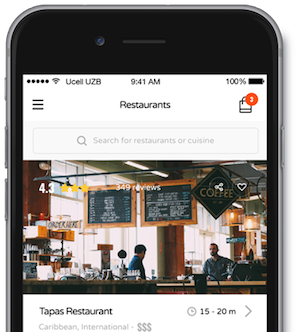 Ucell UZB 9:41 AM 100%
Restaurants
3
Search for restaurants or cuisine
4.3 349 reviews
COFFEE
Tapas Restaurant 15 - 20 m
Caribbean, International - $$$